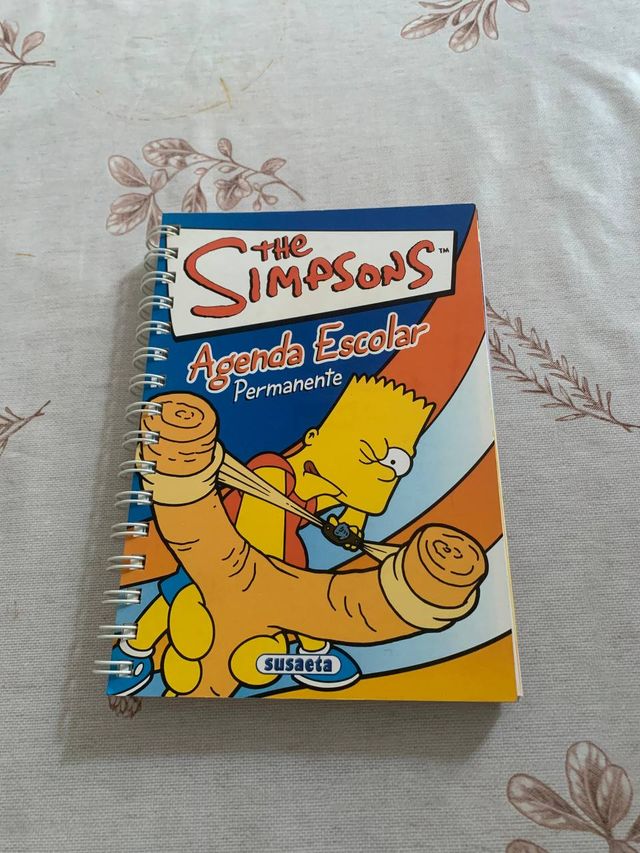 THE
SIMPSONS™
Agenda Escolar
Permanente
susaeta